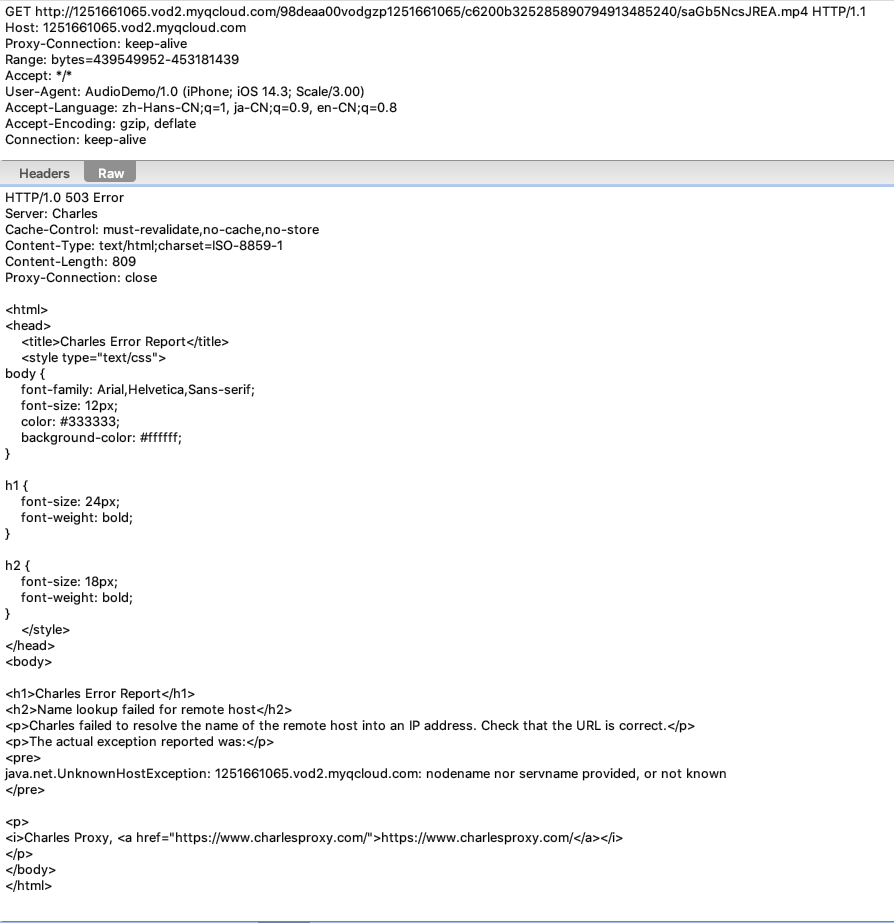 GET http://1251661065.vod2.myqcloud.com/98deaa00vodgzp1251661065/c6200b325285890794913485240/saGb5NcsJREA.mp4 HTTP/1.1
Host: 1251661065.vod2.myqcloud.com
Proxy-Connection: keep-alive
Range: bytes=439549952-453181439
Accept: */*
User-Agent: AudioDemo/1.0 (iPhone; iOS 14.3; Scale/3.00)
Accept-Language: zh-Hans-CN;q=1, ja-CN;q=0.9, en-CN;q=0.8
Accept-Encoding: gzip, deflate
Connection: keep-alive
Headers Raw
HTTP/1.0 503 Error
Server: Charles
Cache-Control: must-revalidate,no-cache,no-store
Content-Type: text/html;charset=ISO-8859-1
Content-Length: 809
Proxy-Connection: close
<html>
<head>
<title>Charles Error Report</title>
<style type="text/css">
body {
font-family: Arial,Helvetica,Sans-serif;
font-size: 12px;
color: #333333;
background-color: #ffffff;
}
h1 {
font-size: 24px;
font-weight: bold;
}
h2 {
font-size: 18px;
font-weight: bold;
}
</style>
</head>
<body>
<h1>Charles Error Report</h1>
<h2>Name lookup failed for remote host</h2>
<p>Charles failed to resolve the name of the remote host into an IP address. Check that the URL is correct.</p>
<p>The actual exception reported was:</p>
<pre>
java.net.UnknownHostException: 1251661065.vod2.myqcloud.com: nodename nor servname provided, or not known
</pre>
<p>
<i>Charles Proxy, <a href="https://www.charlesproxy.com/">https://www.charlesproxy.com/</a></i>
</p>
</body>
</html>